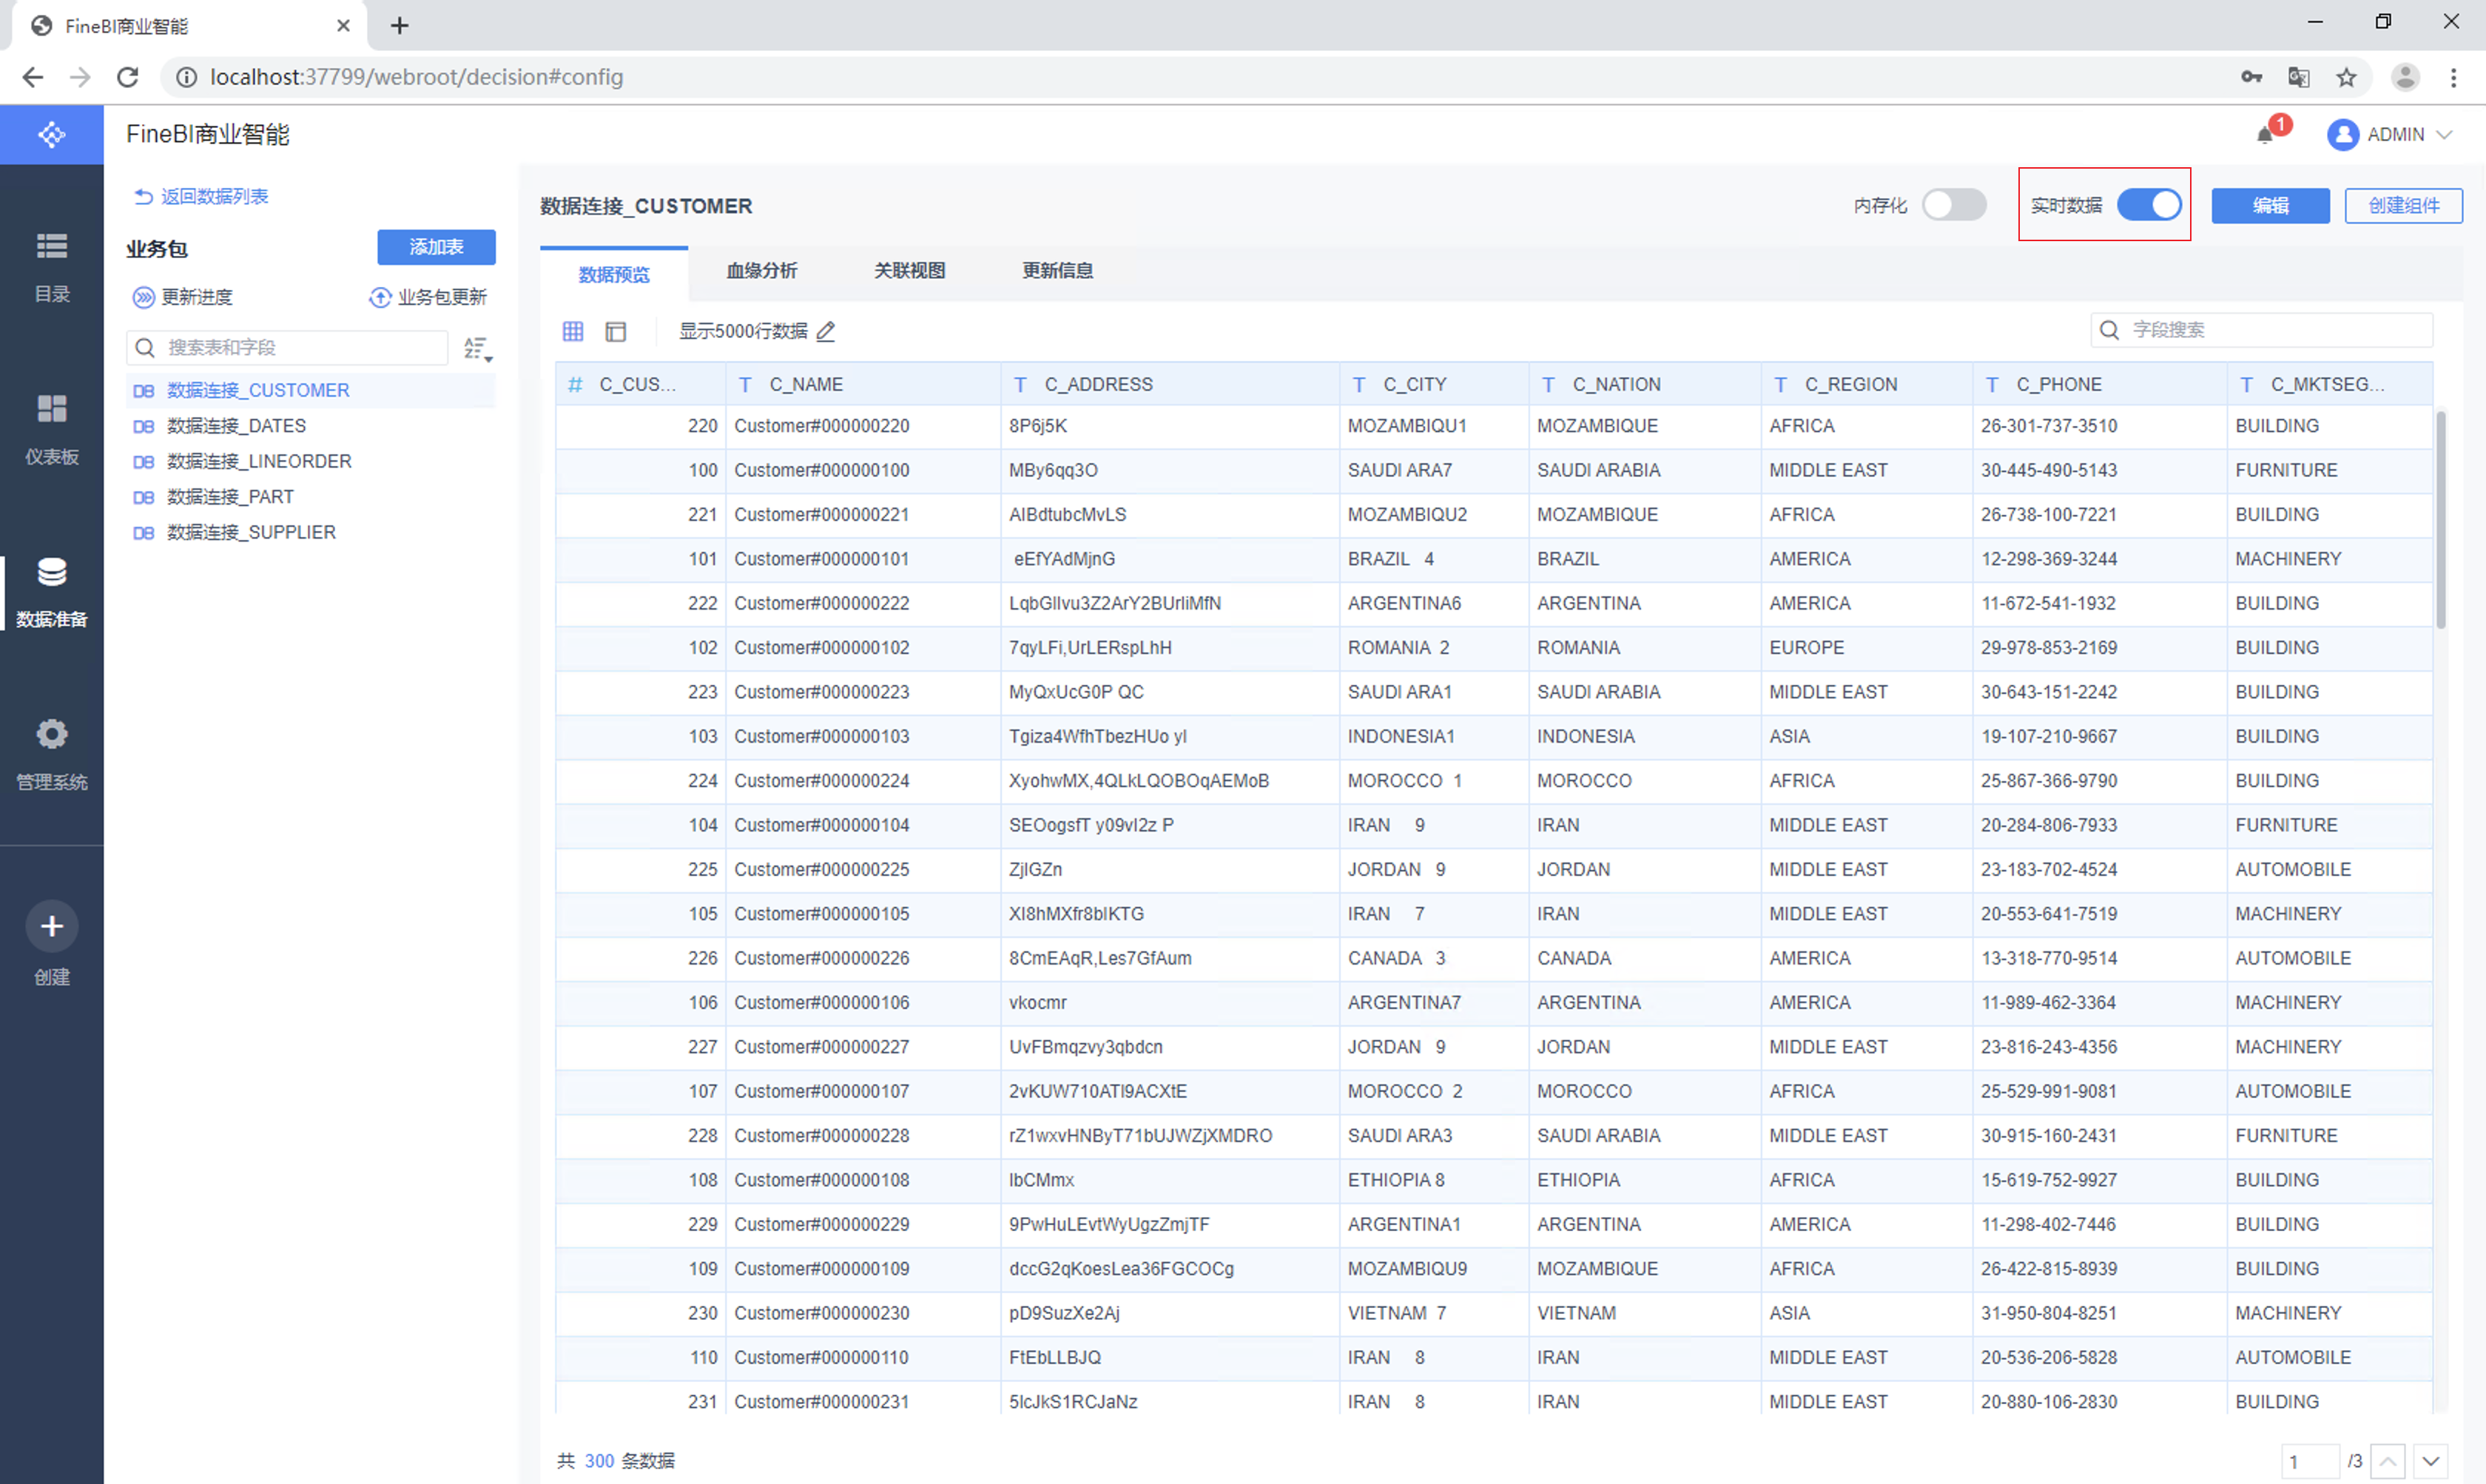 FineBI商业智能
localhost:37799/webroot/decision#config
FineBI商业智能
1
ADMIN
目录
仪表板
数据准备
管理系统
创建
返回数据列表
业务包 添加表
更新进度 业务包更新
搜索表和字段
DB 数据连接_CUSTOMER
DB 数据连接_DATES
DB 数据连接_LINEORDER
DB 数据连接_PART
DB 数据连接_SUPPLIER
数据连接_CUSTOMER 内存化 实时数据 编辑 创建组件
数据预览 血缘分析 关联视图 更新信息
显示5000行数据 字段搜索
# C_CUS... T C_NAME T C_ADDRESS T C_CITY T C_NATION T C_REGION T C_PHONE T C_MKTSEG...
220 Customer#000000220 8P6j5K MOZAMBIQU1 MOZAMBIQUE AFRICA 26-301-737-3510 BUILDING
100 Customer#000000100 MBy6qq3O SAUDI ARA7 SAUDI ARABIA MIDDLE EAST 30-445-490-5143 FURNITURE
221 Customer#000000221 AIBdtubcMvLS MOZAMBIQU2 MOZAMBIQUE AFRICA 26-738-100-7221 BUILDING
101 Customer#000000101 eEfYAdMjnG BRAZIL 4 BRAZIL AMERICA 12-298-369-3244 MACHINERY
222 Customer#000000222 LqbGlIvu3Z2ArY2BUrliMfN ARGENTINA6 ARGENTINA AMERICA 11-672-541-1932 BUILDING
102 Customer#000000102 7qyLFi,UrLERspLhH ROMANIA 2 ROMANIA EUROPE 29-978-853-2169 BUILDING
223 Customer#000000223 MyQxUcG0P QC SAUDI ARA1 SAUDI ARABIA MIDDLE EAST 30-643-151-2242 BUILDING
103 Customer#000000103 Tgiza4WfhTbezHUo yI INDONESIA1 INDONESIA ASIA 19-107-210-9667 BUILDING
224 Customer#000000224 XyohwMX,4QLkLQOBOqAEMoB MOROCCO 1 MOROCCO AFRICA 25-867-366-9790 BUILDING
104 Customer#000000104 SEOogsfT y09vI2z P IRAN 9 IRAN MIDDLE EAST 20-284-806-7933 FURNITURE
225 Customer#000000225 ZjIGZn JORDAN 9 JORDAN MIDDLE EAST 23-183-702-4524 AUTOMOBILE
105 Customer#000000105 XI8hMXfr8bIKTG IRAN 7 IRAN MIDDLE EAST 20-553-641-7519 MACHINERY
226 Customer#000000226 8CmEAqR,Les7GfAum CANADA 3 CANADA AMERICA 13-318-770-9514 AUTOMOBILE
106 Customer#000000106 vkocmr ARGENTINA7 ARGENTINA AMERICA 11-989-462-3364 MACHINERY
227 Customer#000000227 UvFBmqzvy3qbdcn JORDAN 9 JORDAN MIDDLE EAST 23-816-243-4356 MACHINERY
107 Customer#000000107 2vKUW710ATI9ACXtE MOROCCO 2 MOROCCO AFRICA 25-529-991-9081 AUTOMOBILE
228 Customer#000000228 rZ1wxvHNByT71bUJWZjXMDRO SAUDI ARA3 SAUDI ARABIA MIDDLE EAST 30-915-160-2431 FURNITURE
108 Customer#000000108 IbCMmx ETHIOPIA 8 ETHIOPIA AFRICA 15-619-752-9927 BUILDING
229 Customer#000000229 9PwHuLEvtWyUgzZmjTF ARGENTINA1 ARGENTINA AMERICA 11-298-402-7446 BUILDING
109 Customer#000000109 dccG2qKoesLea36FGCOCg MOZAMBIQU9 MOZAMBIQUE AFRICA 26-422-815-8939 BUILDING
230 Customer#000000230 pD9SuzXe2Aj VIETNAM 7 VIETNAM ASIA 31-950-804-8251 MACHINERY
110 Customer#000000110 FtEbLLBJQ IRAN 8 IRAN MIDDLE EAST 20-536-206-5828 AUTOMOBILE
231 Customer#000000231 5IcJkS1RCJaNz IRAN 8 IRAN MIDDLE EAST 20-880-106-2830 BUILDING
共 300 条数据 1 /3